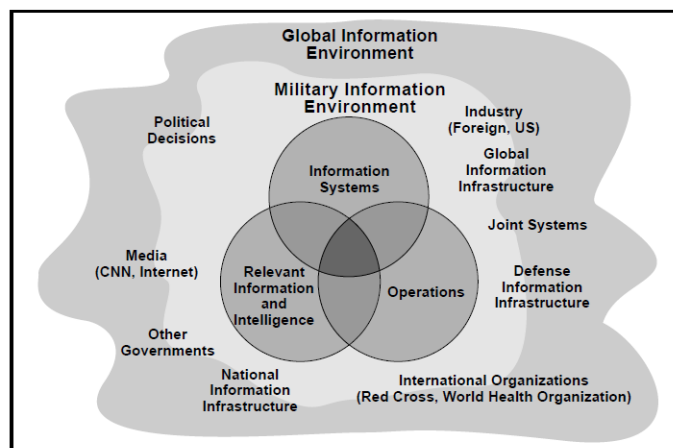 Global Information
Environment
Military Information
Environment
Political
Decisions
Industry
(Foreign, US)
Information
Systems
Global
Information
Infrastructure
Joint Systems
Media
(CNN, Internet)
Relevant
Information
and
Intelligence
Operations
Defense
Information
Infrastructure
Other
Governments
National
Information
Infrastructure
International Organizations
(Red Cross, World Health Organization)